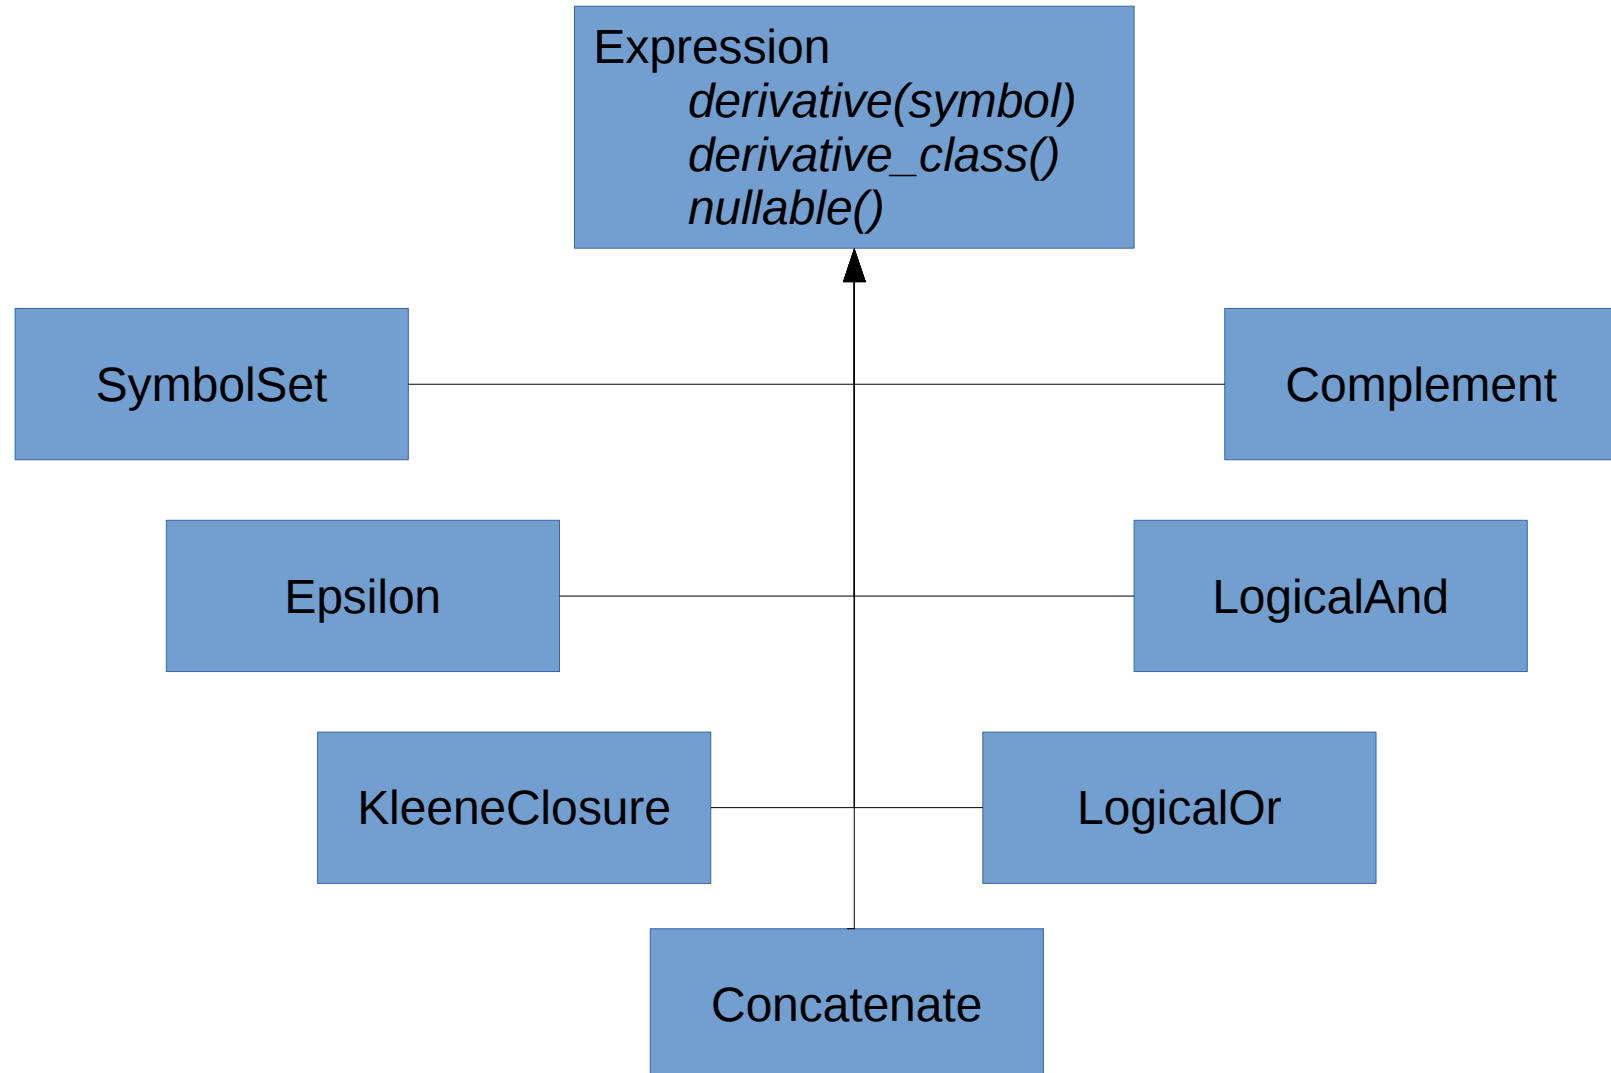 Expression
derivative(symbol)
derivative_class()
nullable()
SymbolSet
Complement
Epsilon
LogicalAnd
KleeneClosure
LogicalOr
Concatenate